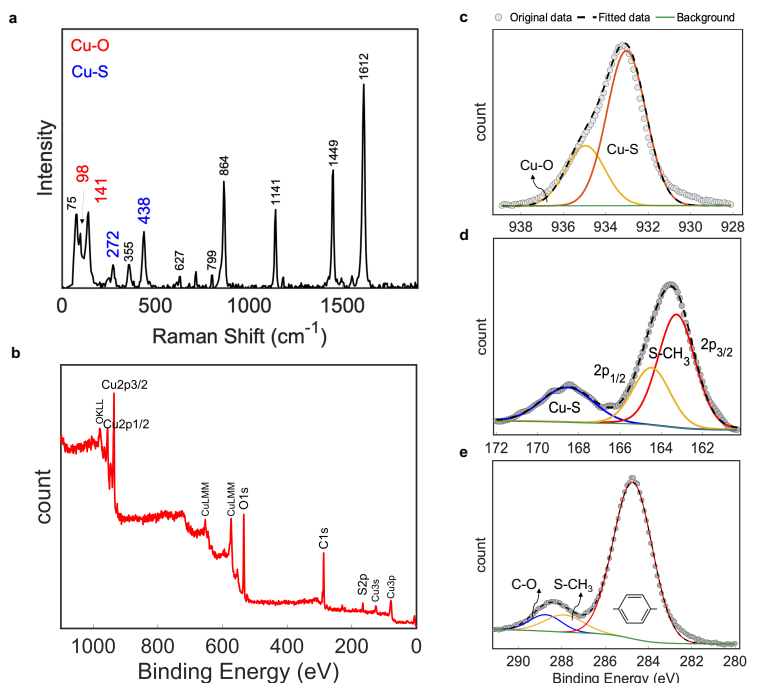 a
Cu-O
Cu-S
Intensity
75
98
141
272
355
438
627
799
864
1141
1449
1612
0
500
1000
1500
Raman Shift (cm-1)
b
count
OKLL
Cu2p3/2
Cu2p1/2
CuLMM
CuLMM
O1s
C1s
S2p
Cu3s
Cu3p
1000
800
600
400
200
0
Binding Energy (eV)
c
Original data
Fitted data
Background
count
Cu-O
Cu-S
938
936
934
932
930
928
d
count
Cu-S
2p1/2
S-CH3
2p3/2
172
170
168
166
164
162
e
count
C-O
S-CH3
290
288
286
284
282
280
Binding Energy (eV)